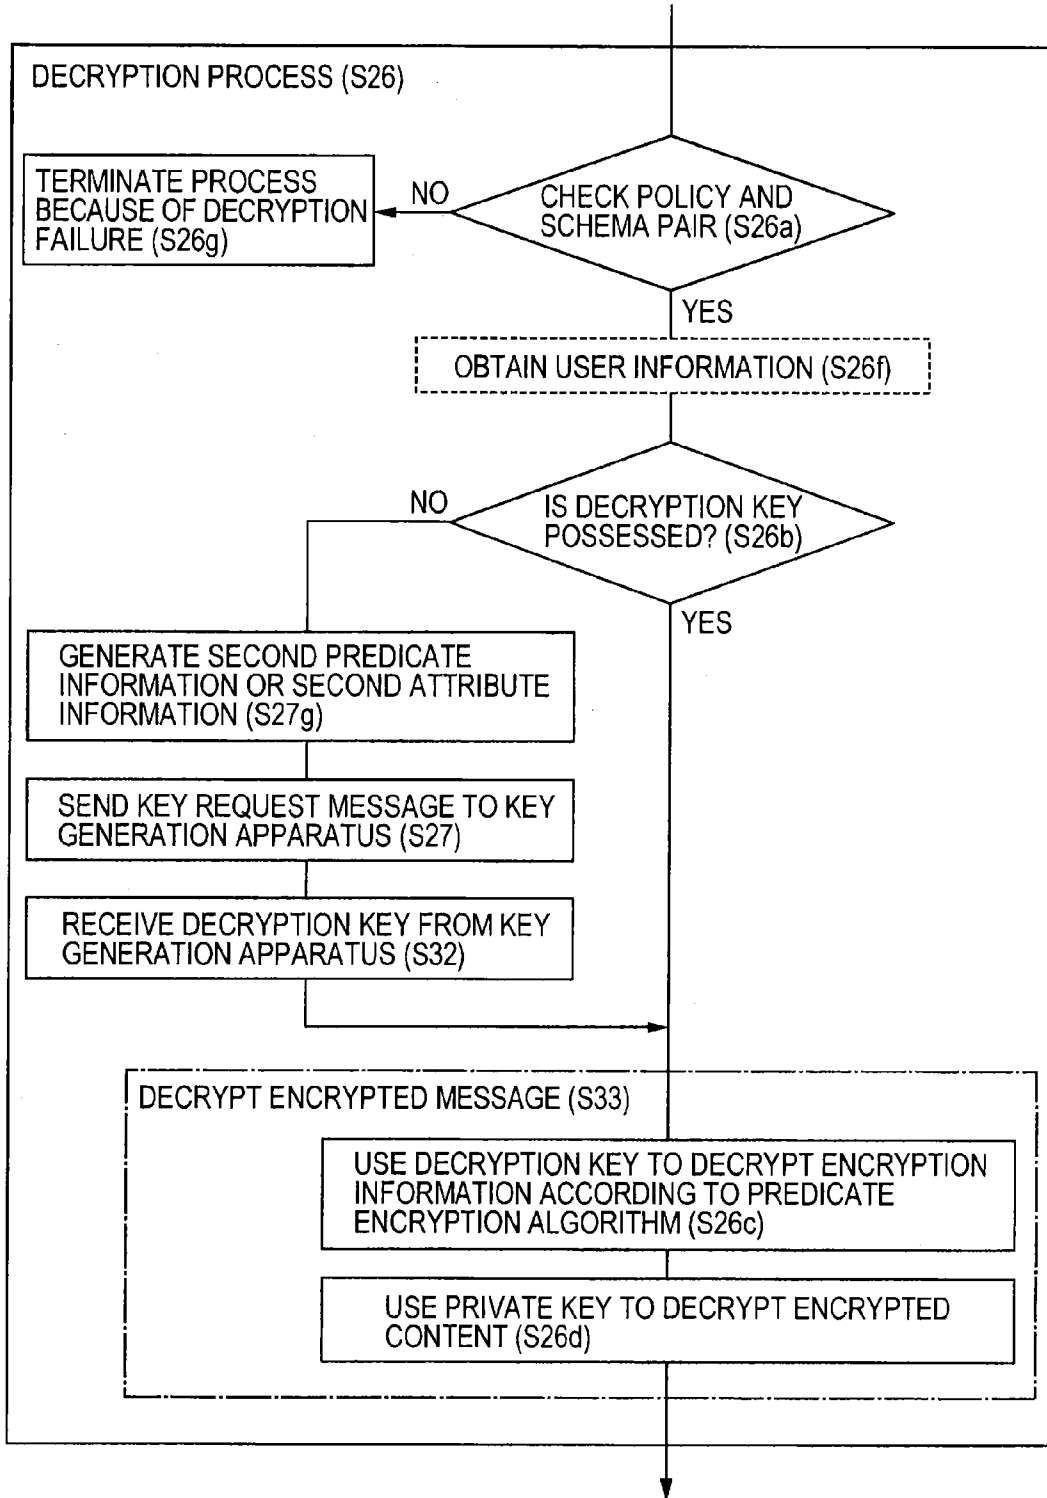 DECRYPTION PROCESS (S26)
CHECK POLICY AND
SCHEMA PAIR (S26a)
NO
TERMINATE PROCESS
BECAUSE OF DECRYPTION
FAILURE (S26g)
YES
OBTAIN USER INFORMATION (S26f)
IS DECRYPTION KEY
POSSESSED? (S26b)
NO
YES
GENERATE SECOND PREDICATE
INFORMATION OR SECOND ATTRIBUTE
INFORMATION (S27g)
SEND KEY REQUEST MESSAGE TO KEY
GENERATION APPARATUS (S27)
RECEIVE DECRYPTION KEY FROM KEY
GENERATION APPARATUS (S32)
DECRYPT ENCRYPTED MESSAGE (S33)
USE DECRYPTION KEY TO DECRYPT ENCRYPTION
INFORMATION ACCORDING TO PREDICATE
ENCRYPTION ALGORITHM (S26c)
USE PRIVATE KEY TO DECRYPT ENCRYPTED
CONTENT (S26d)